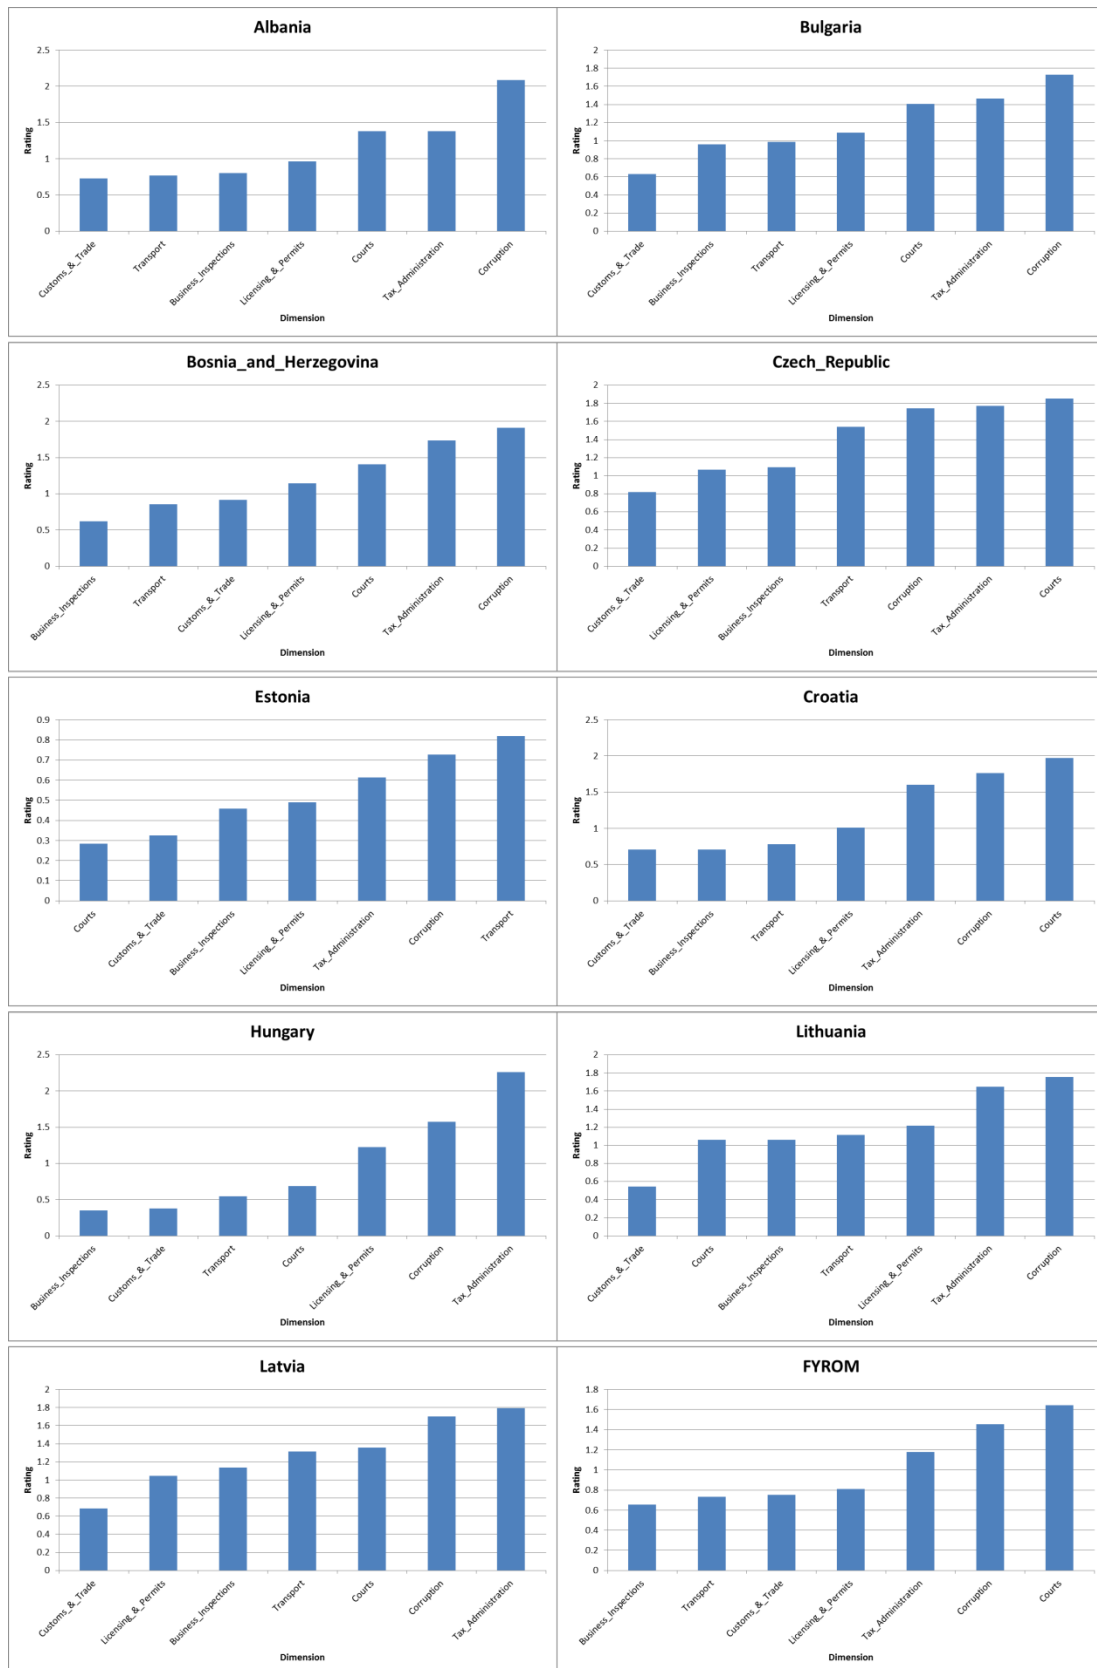 Albania
2.5
2
1.5
1
0.5
0
Rating
Customs_&_Trade
Transport
Business_Inspections
Licensing_&_Permits
Courts
Tax_Administration
Corruption
Dimension
Bulgaria
2
1.8
1.6
1.4
1.2
1
0.8
0.6
0.4
0.2
0
Rating
Customs_&_Trade
Business_Inspections
Transport
Licensing_&_Permits
Courts
Tax_Administration
Corruption
Dimension
Bosnia_and_Herzegovina
2.5
2
1.5
1
0.5
0
Rating
Business_Inspections
Transport
Customs_&_Trade
Licensing_&_Permits
Courts
Tax_Administration
Corruption
Dimension
Czech_Republic
2
1.8
1.6
1.4
1.2
1
0.8
0.6
0.4
0.2
0
Rating
Customs_&_Trade
Licensing_&_Permits
Business_Inspections
Transport
Corruption
Tax_Administration
Courts
Dimension
Estonia
0.9
0.8
0.7
0.6
0.5
0.4
0.3
0.2
0.1
0
Rating
Courts
Customs_&_Trade
Business_Inspections
Licensing_&_Permits
Tax_Administration
Corruption
Transport
Dimension
Croatia
2.5
2
1.5
1
0.5
0
Rating
Customs_&_Trade
Business_Inspections
Transport
Licensing_&_Permits
Tax_Administration
Corruption
Courts
Dimension
Hungary
2.5
2
1.5
1
0.5
0
Rating
Business_Inspections
Customs_&_Trade
Transport
Courts
Licensing_&_Permits
Corruption
Tax_Administration
Dimension
Lithuania
2
1.8
1.6
1.4
1.2
1
0.8
0.6
0.4
0.2
0
Rating
Customs_&_Trade
Courts
Business_Inspections
Transport
Licensing_&_Permits
Tax_Administration
Corruption
Dimension
Latvia
2
1.8
1.6
1.4
1.2
1
0.8
0.6
0.4
0.2
0
Rating
Customs_&_Trade
Licensing_&_Permits
Business_Inspections
Transport
Courts
Corruption
Tax_Administration
Dimension
FYROM
1.8
1.6
1.4
1.2
1
0.8
0.6
0.4
0.2
0
Rating
Business_Inspections
Transport
Customs_&_Trade
Licensing_&_Permits
Tax_Administration
Corruption
Courts
Dimension